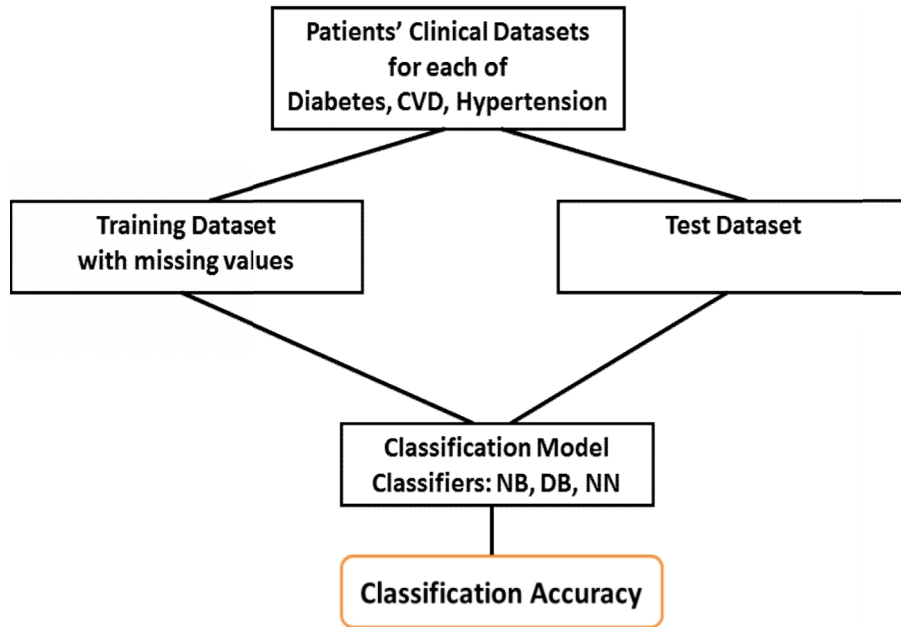 Patients’ Clinical Datasets
for each of
Diabetes, CVD, Hypertension
Training Dataset
with missing values
Test Dataset
Classification Model
Classifiers: NB, DB, NN
Classification Accuracy